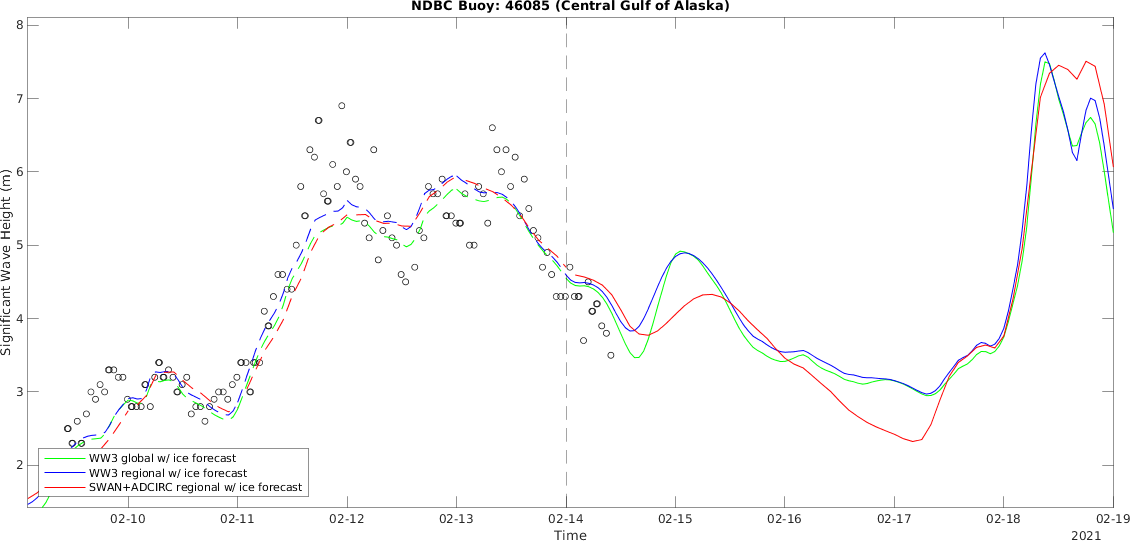 NDBC Buoy: 46085 (Central Gulf of Alaska)
8
7
6
5
4
3
2
Significant Wave Height (m)
WW3 global w/ ice forecast
WW3 regional w/ ice forecast
SWAN+ADCIRC regional w/ ice forecast
02-10 02-11 02-12 02-13 02-14 02-15 02-16 02-17 02-18 02-19
Time
2021